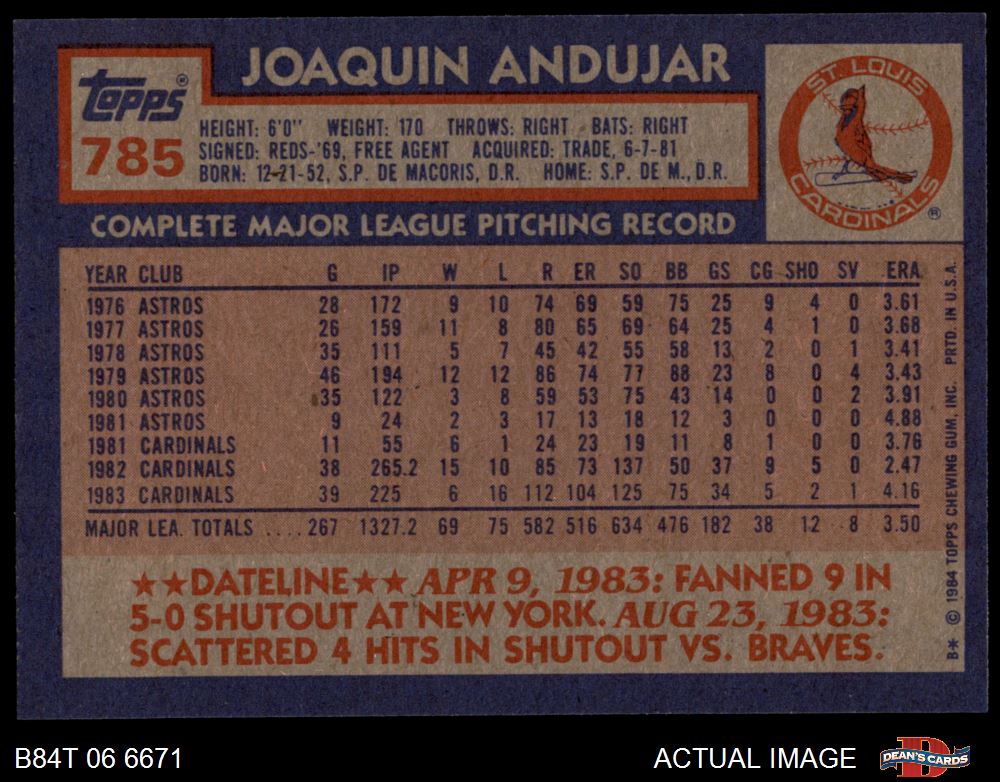 JOAQUIN ANDUJAR
Topps®
785
HEIGHT: 6'0" WEIGHT: 170 THROWS: RIGHT BATS: RIGHT
SIGNED: REDS-'69, FREE AGENT ACQUIRED: TRADE, 6-7-81
BORN: 12-21-52, S.P. DE MACORIS, D.R. HOME: S.P. DE M., D.R.
ST. LOUIS
CARDINALS
®
COMPLETE MAJOR LEAGUE PITCHING RECORD
YEAR CLUB G IP W L R ER SO BB GS CG SHO SV ERA
1976 ASTROS 28 172 9 10 74 69 59 75 25 9 4 0 3.61
1977 ASTROS 26 159 11 8 80 65 69 64 25 4 1 0 3.68
1978 ASTROS 35 111 5 7 45 42 55 58 13 2 0 1 3.41
1979 ASTROS 46 194 12 12 86 74 77 88 23 8 0 4 3.43
1980 ASTROS 35 122 3 8 59 53 75 43 14 0 0 2 3.91
1981 ASTROS 9 24 2 3 17 13 18 12 3 0 0 0 4.88
1981 CARDINALS 11 55 6 1 24 23 19 11 8 1 0 0 3.76
1982 CARDINALS 38 265.2 15 10 85 73 137 50 37 9 5 0 2.47
1983 CARDINALS 39 225 6 16 112 104 125 75 34 5 2 1 4.16
MAJOR LEA. TOTALS .... 267 1327.2 69 75 582 516 634 476 182 38 12 8 3.50
★★DATELINE★★ APR 9, 1983: FANNED 9 IN
5-0 SHUTOUT AT NEW YORK. AUG 23, 1983:
SCATTERED 4 HITS IN SHUTOUT VS. BRAVES.
B* © 1984 TOPPS CHEWING GUM, INC. PRTD. IN U.S.A.
B84T 06 6671
ACTUAL IMAGE
D
DEAN'S CARDS